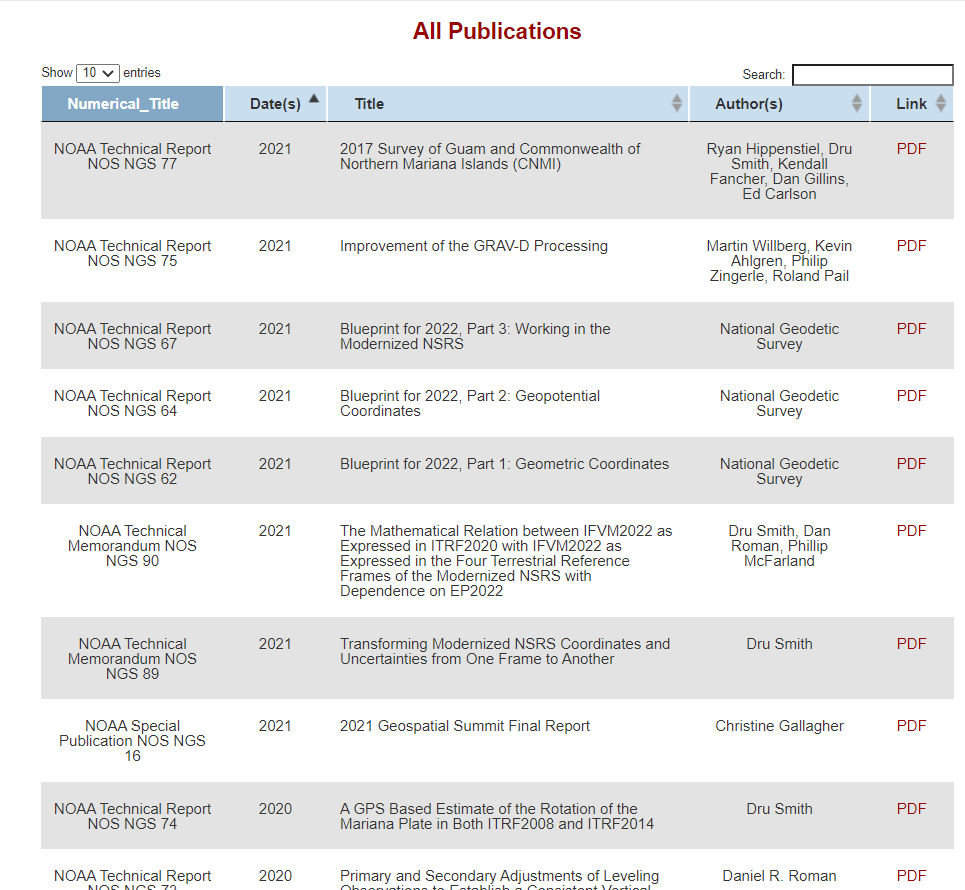 All Publications
Show 10 entries
Search:
Numerical_Title Date(s) Title Author(s) Link
NOAA Technical Report NOS NGS 77
2021
2017 Survey of Guam and Commonwealth of
Northern Mariana Islands (CNMI)
Ryan Hippenstiel, Dru
Smith, Kendall
Fancher, Dan Gillins,
Ed Carlson
PDF
NOAA Technical Report
NOS NGS 75
2021
Improvement of the GRAV-D Processing
Martin Willberg, Kevin
Ahlgren, Philip
Zingerle, Roland Pail
PDF
NOAA Technical Report
NOS NGS 67
2021
Blueprint for 2022, Part 3: Working in the
Modernized NSRS
National Geodetic
Survey
PDF
NOAA Technical Report
NOS NGS 64
2021
Blueprint for 2022, Part 2: Geopotential
Coordinates
National Geodetic
Survey
PDF
NOAA Technical Report
NOS NGS 62
2021
Blueprint for 2022, Part 1: Geometric Coordinates
National Geodetic
Survey
PDF
NOAA Technical
Memorandum NOS
NGS 90
2021
The Mathematical Relation between IFVM2022 as
Expressed in ITRF2020 with IFVM2022 as
Expressed in the Four Terrestrial Reference
Frames of the Modernized NSRS with
Dependence on EP2022
Dru Smith, Dan
Roman, Phillip
McFarland
PDF
NOAA Technical
Memorandum NOS
NGS 89
2021
Transforming Modernized NSRS Coordinates and
Uncertainties from One Frame to Another
Dru Smith
PDF
NOAA Special
Publication NOS NGS
16
2021
2021 Geospatial Summit Final Report
Christine Gallagher
PDF
NOAA Technical Report
NOS NGS 74
2020
A GPS Based Estimate of the Rotation of the
Mariana Plate in Both ITRF2008 and ITRF2014
Dru Smith
PDF
NOAA Technical Report
NOS NGS
2020
Primary and Secondary Adjustments of Leveling
Observations to Establish a Consistent Vertical
Daniel R. Roman
PDF